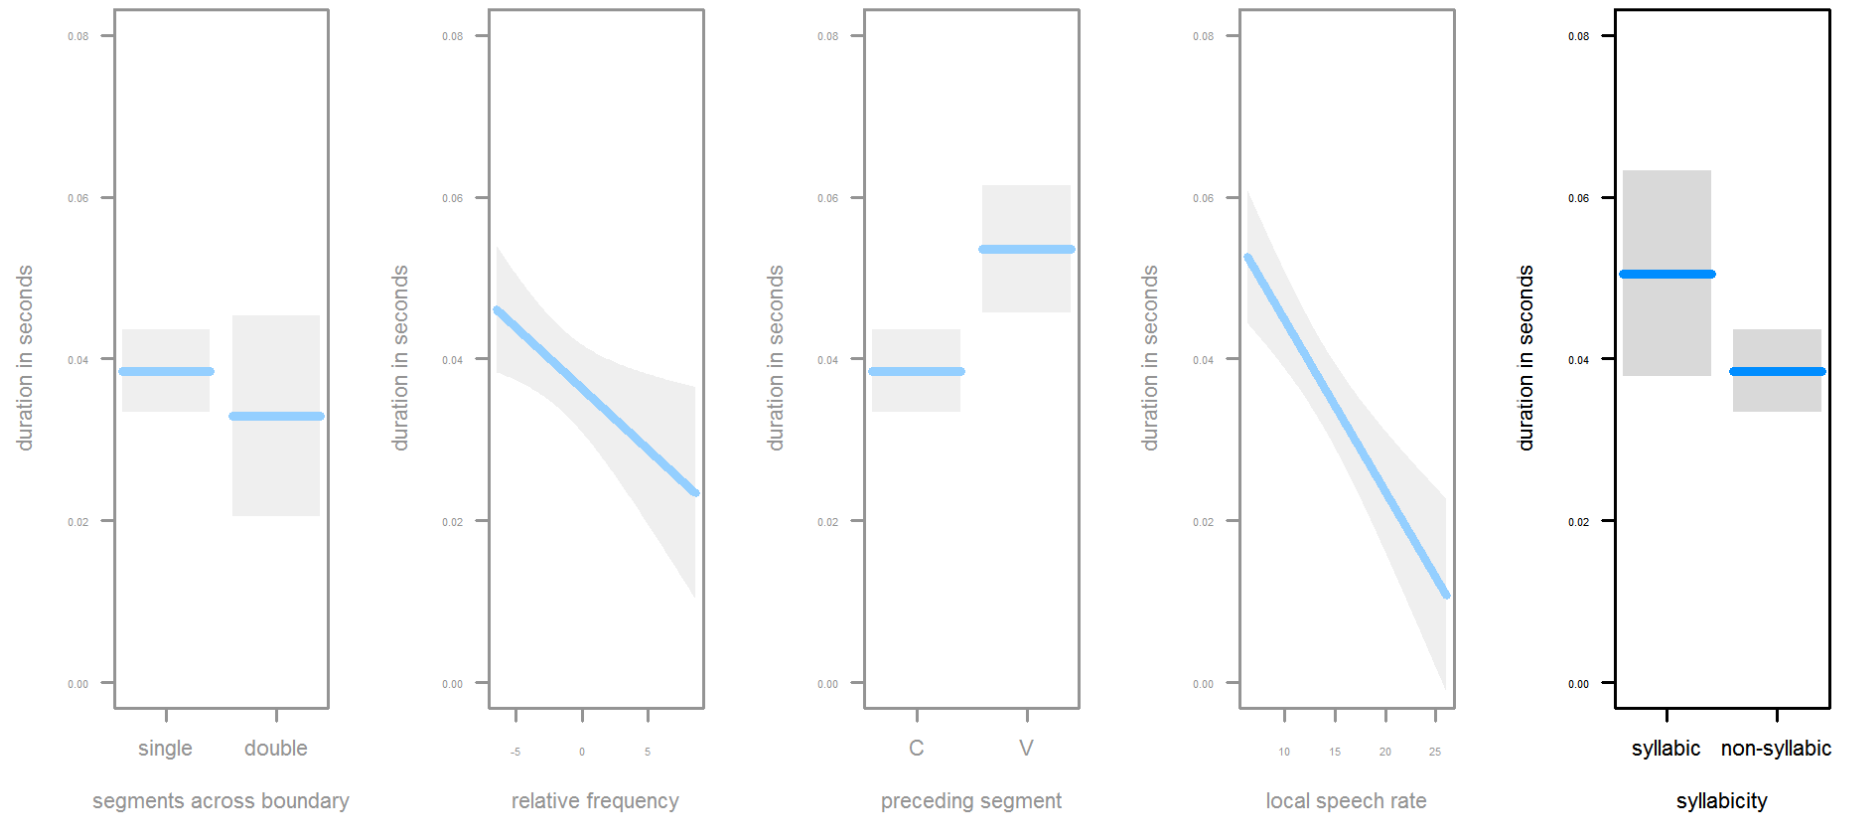 duration in seconds
0.08
0.06
0.04
0.02
0.00
single double
segments across boundary
duration in seconds
0.08
0.06
0.04
0.02
0.00
-5 0 5
relative frequency
duration in seconds
0.08
0.06
0.04
0.02
0.00
C V
preceding segment
duration in seconds
0.08
0.06
0.04
0.02
0.00
10 15 20 25
local speech rate
duration in seconds
0.08
0.06
0.04
0.02
0.00
syllabic non-syllabic
syllabicity